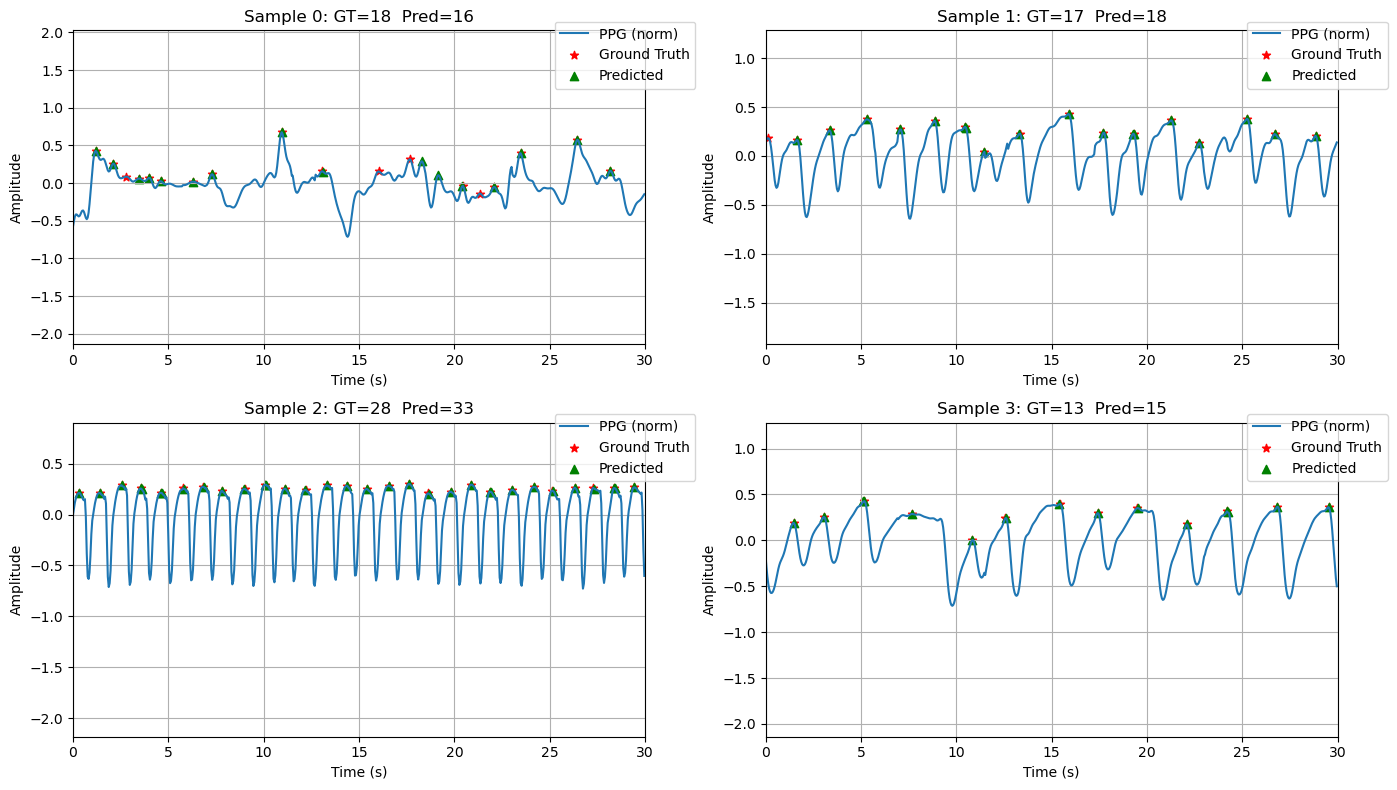 Sample 0: GT=18  Pred=16
PPG (norm)
Ground Truth
Predicted
2.0
1.5
1.0
0.5
0.0
−0.5
−1.0
−1.5
−2.0
Amplitude
0 5 10 15 20 25 30
Time (s)
Sample 1: GT=17  Pred=18
PPG (norm)
Ground Truth
Predicted
1.0
0.5
0.0
−0.5
−1.0
−1.5
Amplitude
0 5 10 15 20 25 30
Time (s)
Sample 2: GT=28  Pred=33
PPG (norm)
Ground Truth
Predicted
0.5
0.0
−0.5
−1.0
−1.5
−2.0
Amplitude
0 5 10 15 20 25 30
Time (s)
Sample 3: GT=13  Pred=15
PPG (norm)
Ground Truth
Predicted
1.0
0.5
0.0
−0.5
−1.0
−1.5
−2.0
Amplitude
0 5 10 15 20 25 30
Time (s)